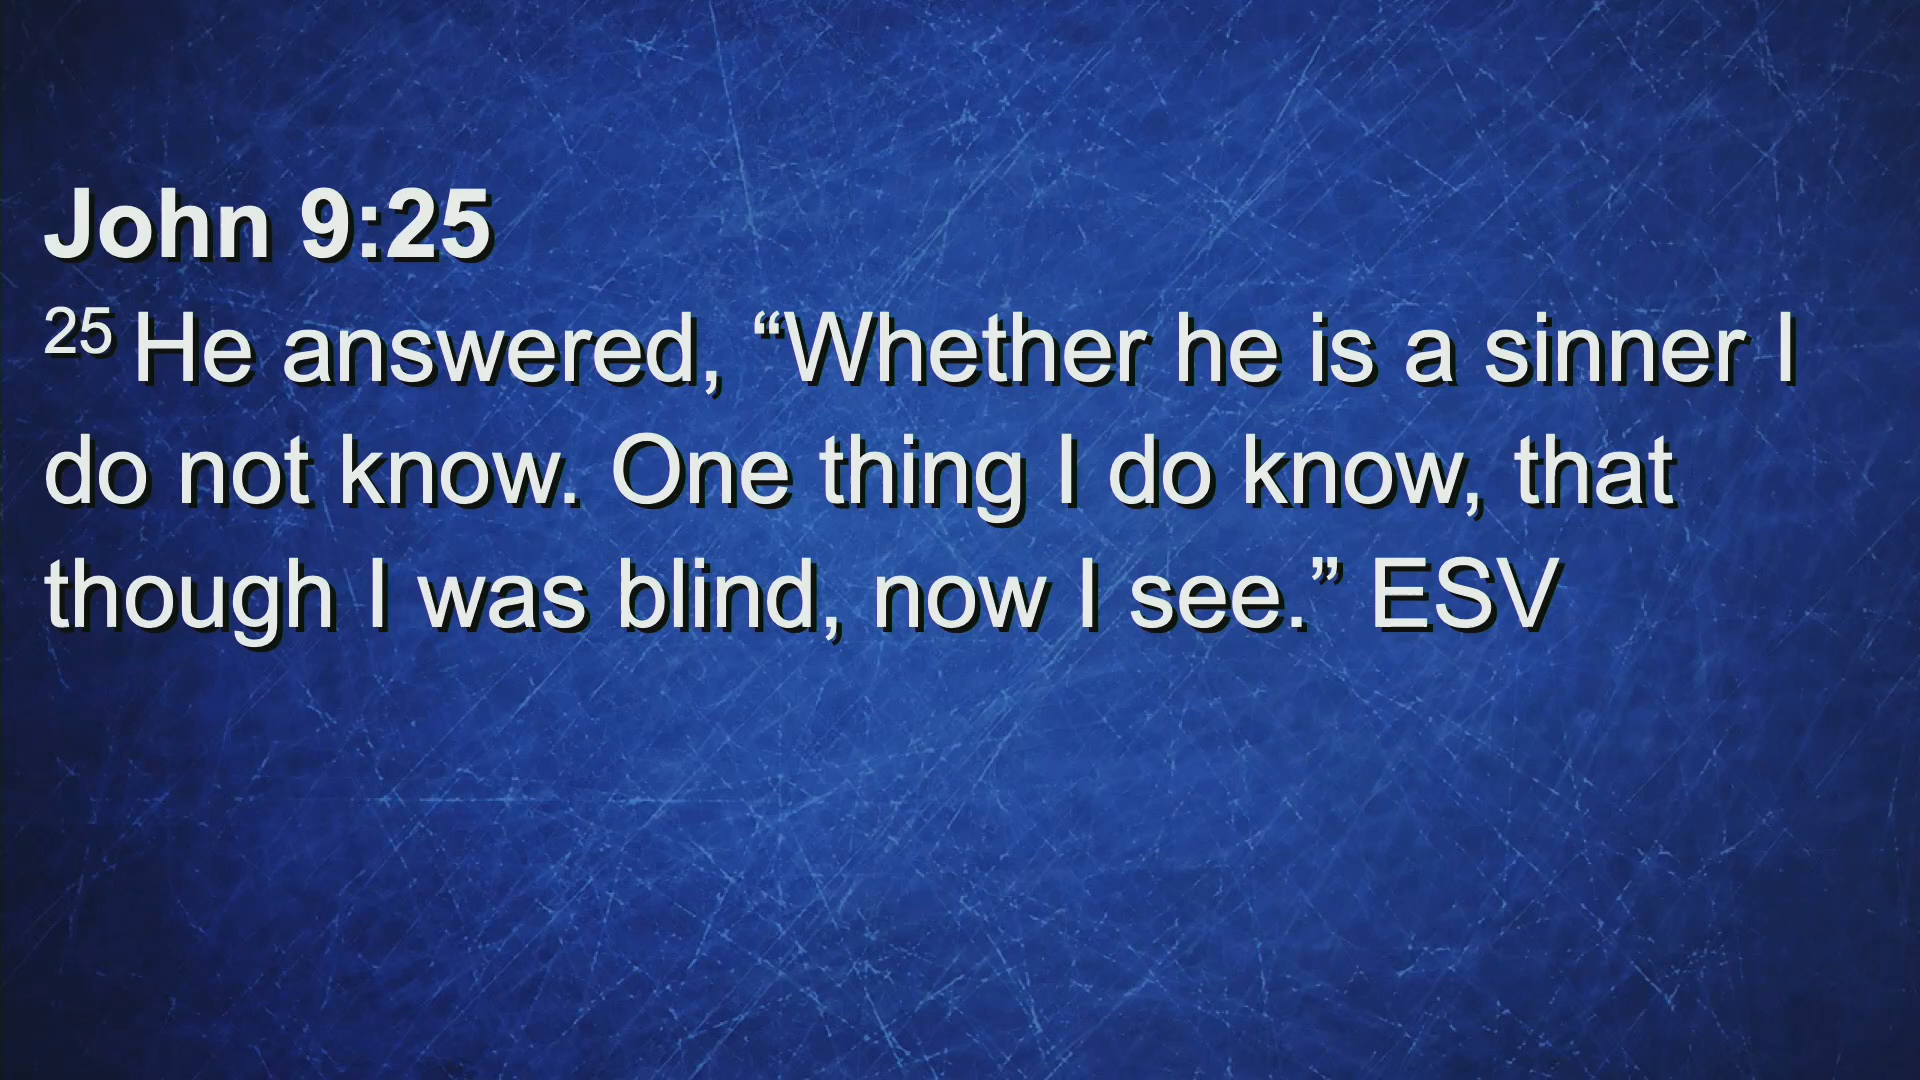 John 9:25
25 He answered, “Whether he is a sinner I
do not know. One thing I do know, that
though I was blind, now I see.” ESV